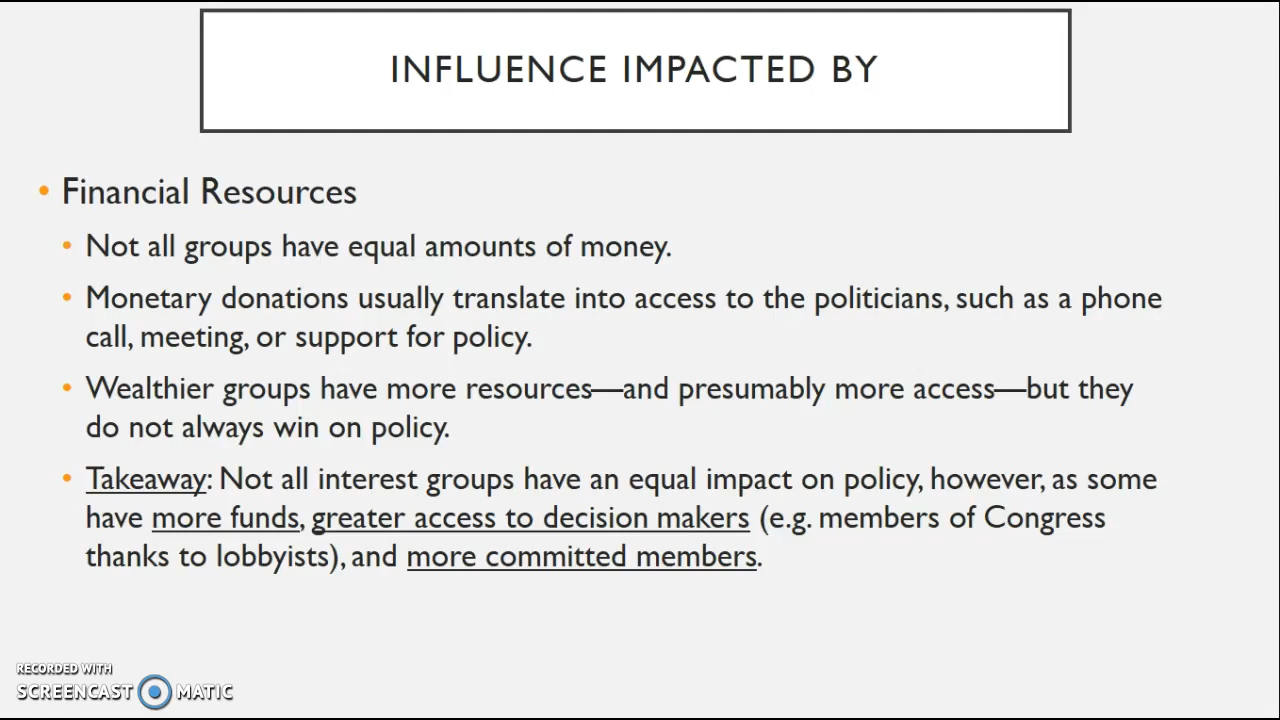 INFLUENCE IMPACTED BY
• Financial Resources
• Not all groups have equal amounts of money.
• Monetary donations usually translate into access to the politicians, such as a phone
call, meeting, or support for policy.
• Wealthier groups have more resources—and presumably more access—but they
do not always win on policy.
• Takeaway: Not all interest groups have an equal impact on policy, however, as some
have more funds, greater access to decision makers (e.g. members of Congress
thanks to lobbyists), and more committed members.
RECORDED WITH
SCREENCAST MATIC